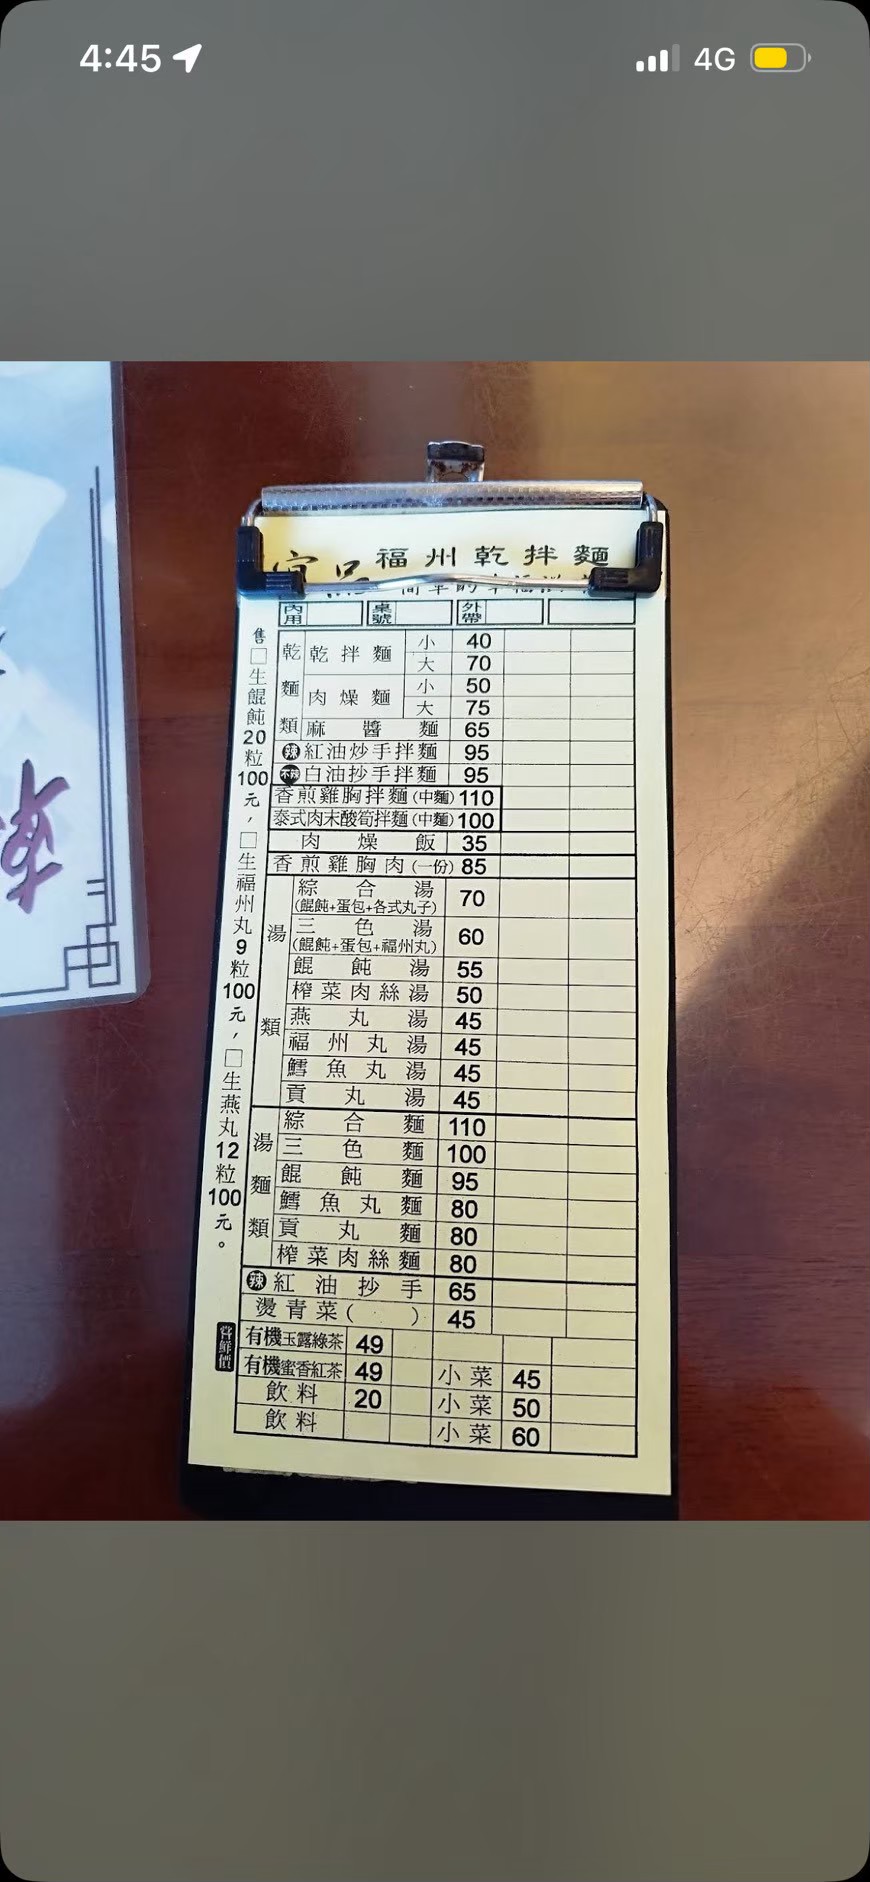 4:45
4G
宜品 福州乾拌麵
內用 桌號 外帶
乾麵類
乾拌麵 小 40
大 70
肉燥麵 小 50
大 75
麻醬麵 65
辣 紅油炒手拌麵 95
不辣 白油抄手拌麵 95
香煎雞胸拌麵(中麵) 110
泰式肉末酸筍拌麵(中麵) 100
肉燥飯 35
香煎雞胸肉(一份) 85
湯類
綜合湯 70
(餛飩+蛋包+各式丸子)
三色湯 60
(餛飩+蛋包+福州丸)
餛飩湯 55
榨菜肉絲湯 50
燕丸湯 45
福州丸湯 45
鱈魚丸湯 45
貢丸湯 45
湯麵類
綜合麵 110
三色麵 100
餛飩麵 95
鱈魚丸麵 80
貢丸麵 80
榨菜肉絲麵 80
辣 紅油抄手 65
燙青菜( ) 45
嘗鮮價
有機玉露綠茶 49
有機蜜香紅茶 49 小菜 45
飲料 20 小菜 50
飲料 小菜 60
售□生餛飩20粒100元，□生福州丸9粒100元，□生燕丸12粒100元。